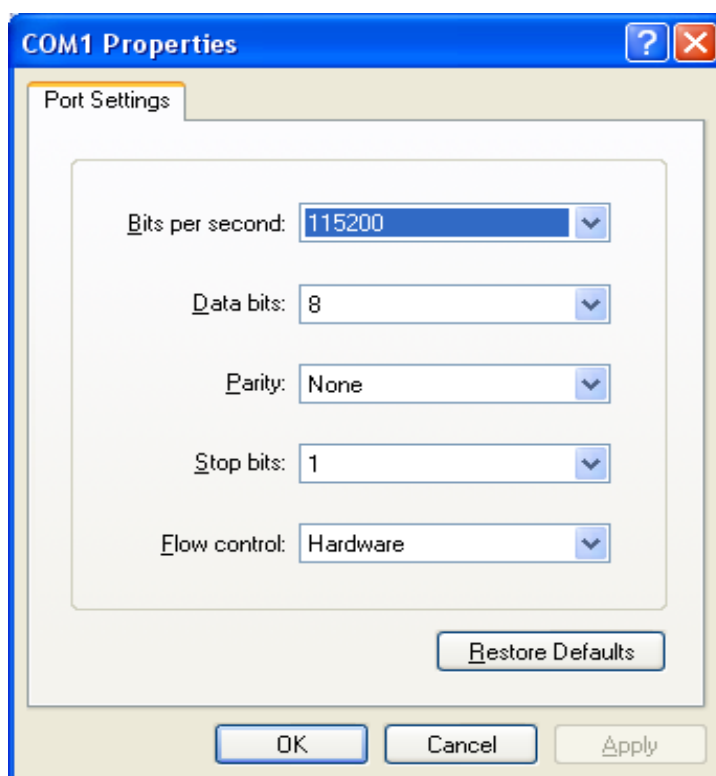 COM1 Properties
Port Settings
Bits per second: 115200
Data bits: 8
Parity: None
Stop bits: 1
Flow control: Hardware
Restore Defaults
OK Cancel Apply